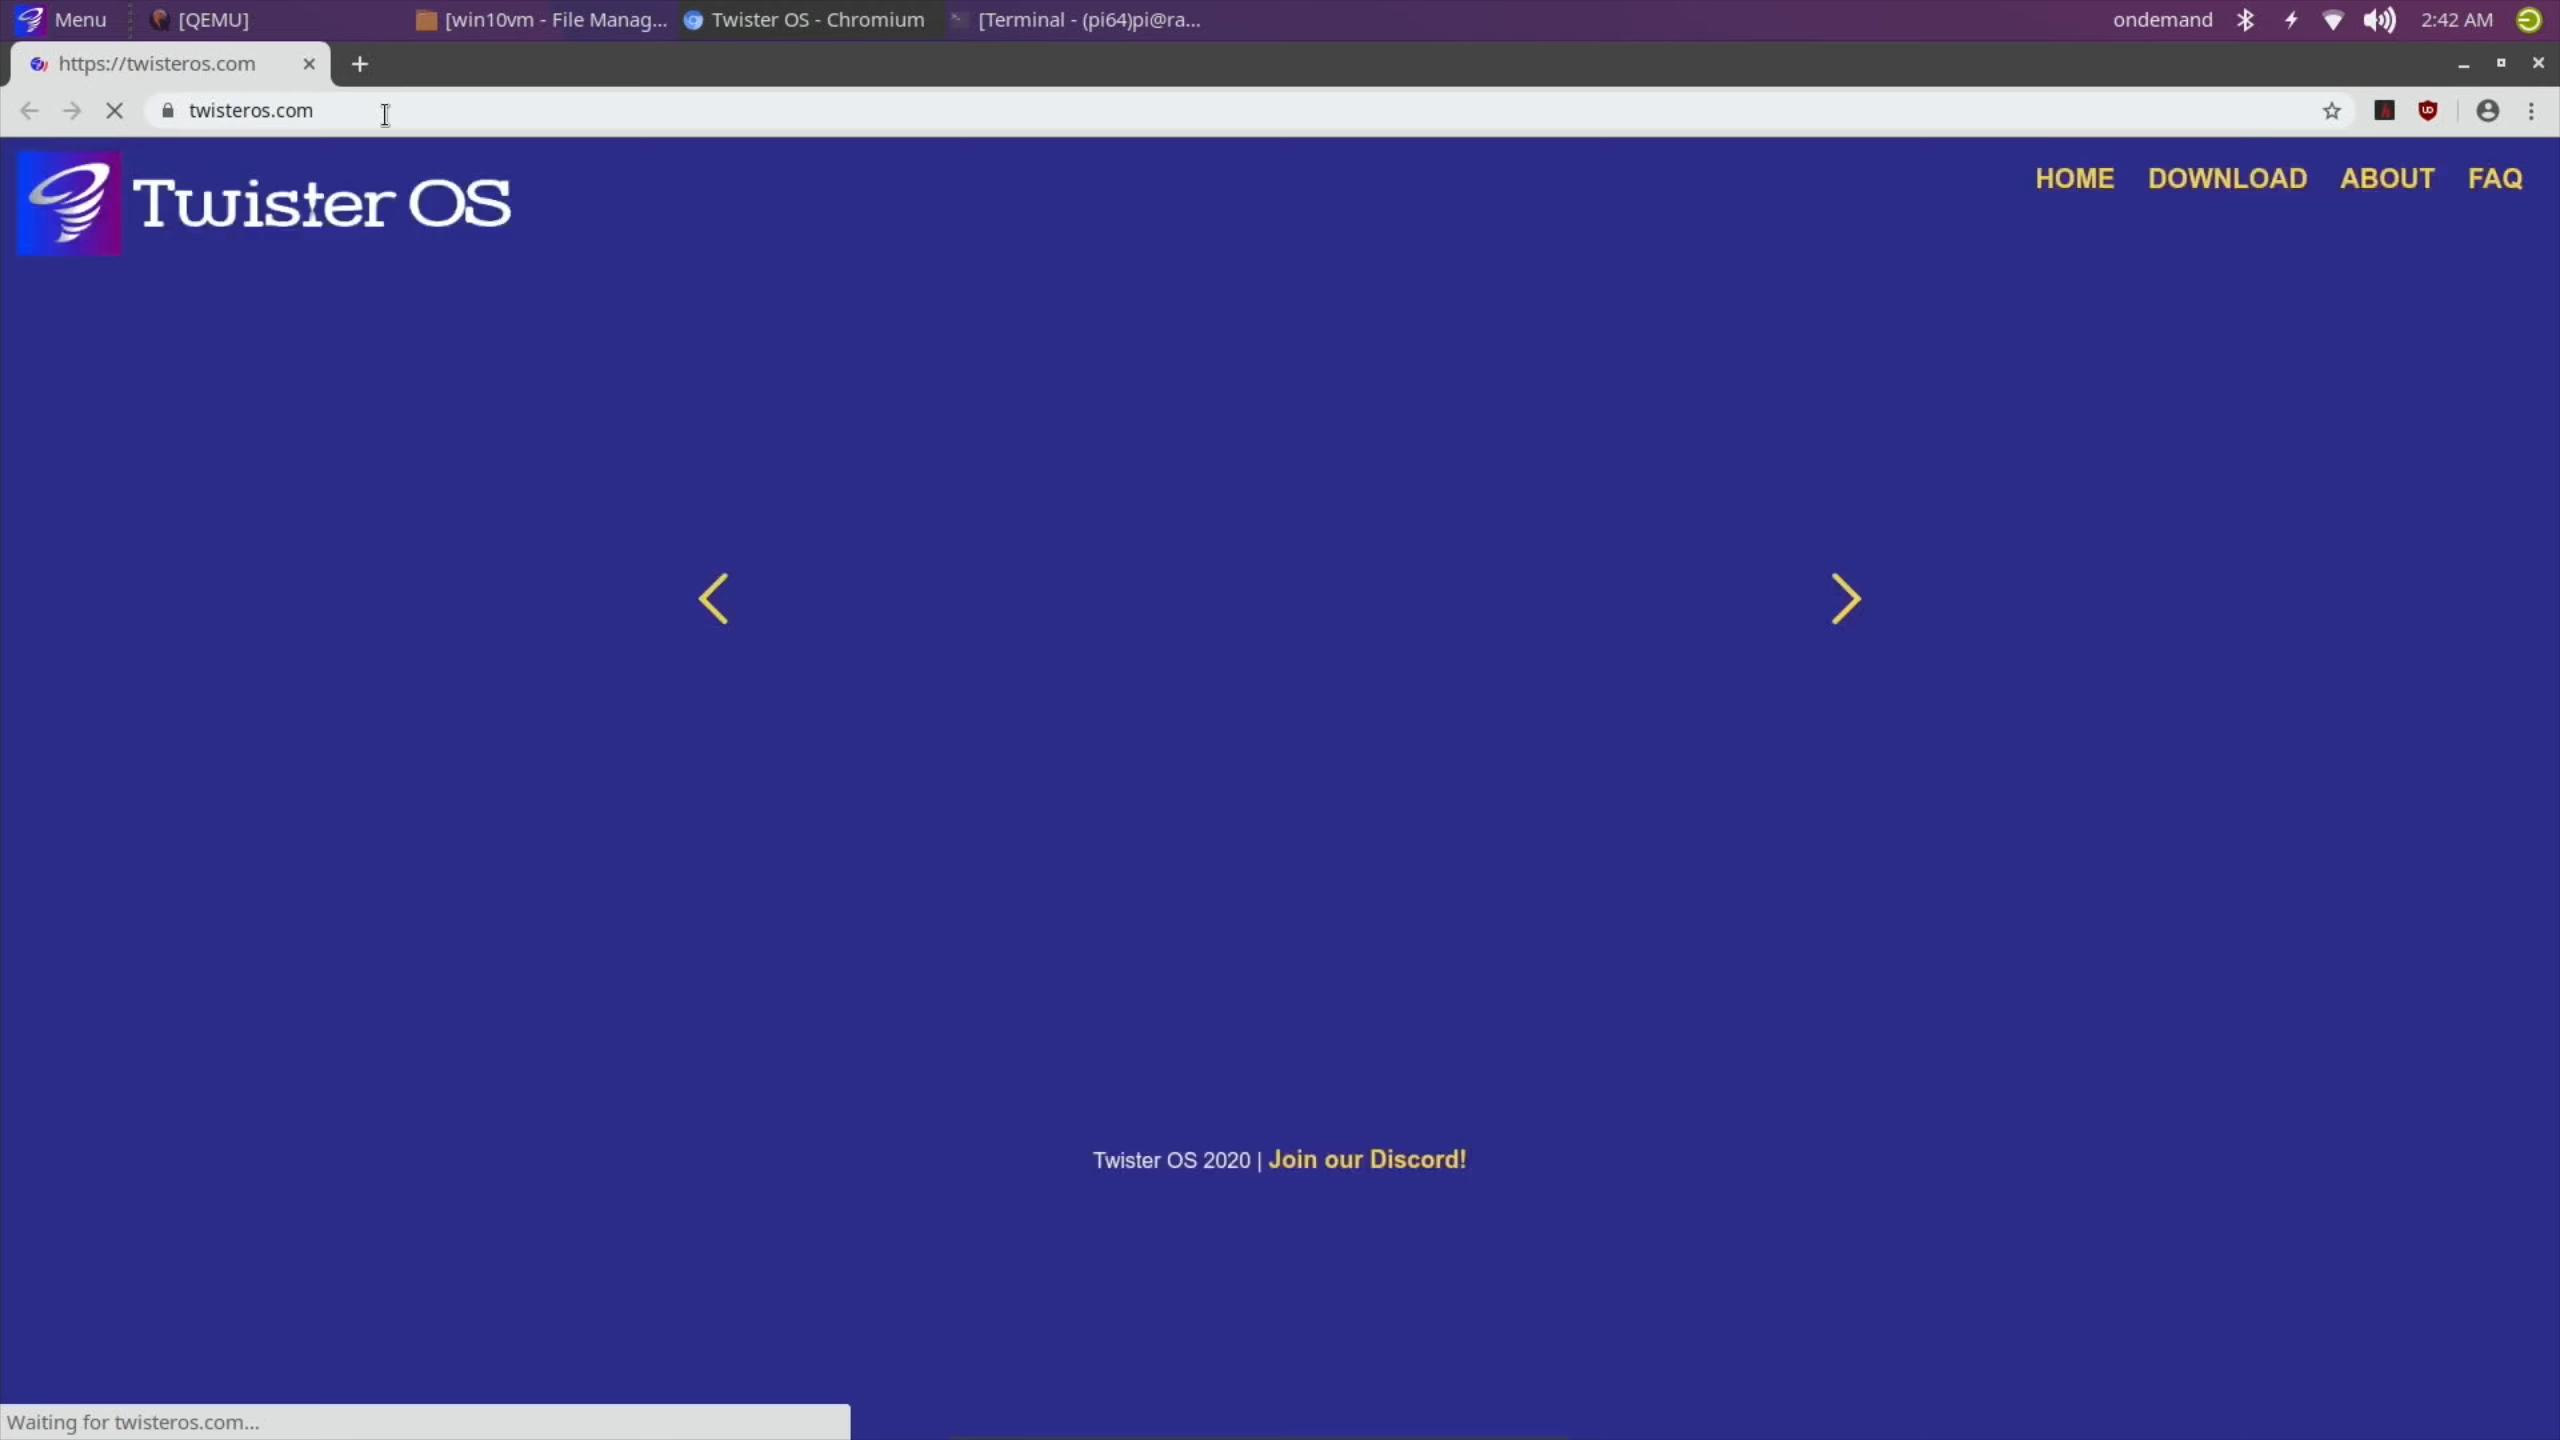 Menu [QEMU] [win10vm - File Manag... Twister OS - Chromium [Terminal - (pi64)pi@ra... ondemand 2:42 AM
https://twisteros.com
twisteros.com
Twister OS
HOME DOWNLOAD ABOUT FAQ
Twister OS 2020 | Join our Discord!
Waiting for twisteros.com...